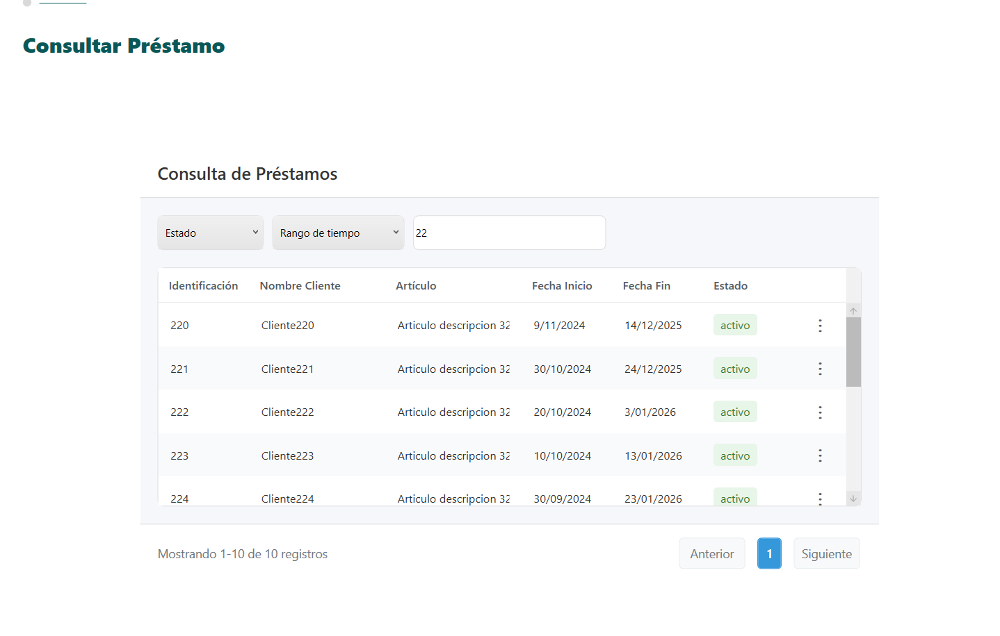 Consultar Préstamo
Consulta de Préstamos
Estado Rango de tiempo 22
Identificación Nombre Cliente Artículo Fecha Inicio Fecha Fin Estado
220 Cliente220 Articulo descripcion 32 9/11/2024 14/12/2025 activo
221 Cliente221 Articulo descripcion 32 30/10/2024 24/12/2025 activo
222 Cliente222 Articulo descripcion 32 20/10/2024 3/01/2026 activo
223 Cliente223 Articulo descripcion 32 10/10/2024 13/01/2026 activo
224 Cliente224 Articulo descripcion 32 30/09/2024 23/01/2026 activo
Mostrando 1-10 de 10 registros Anterior 1 Siguiente